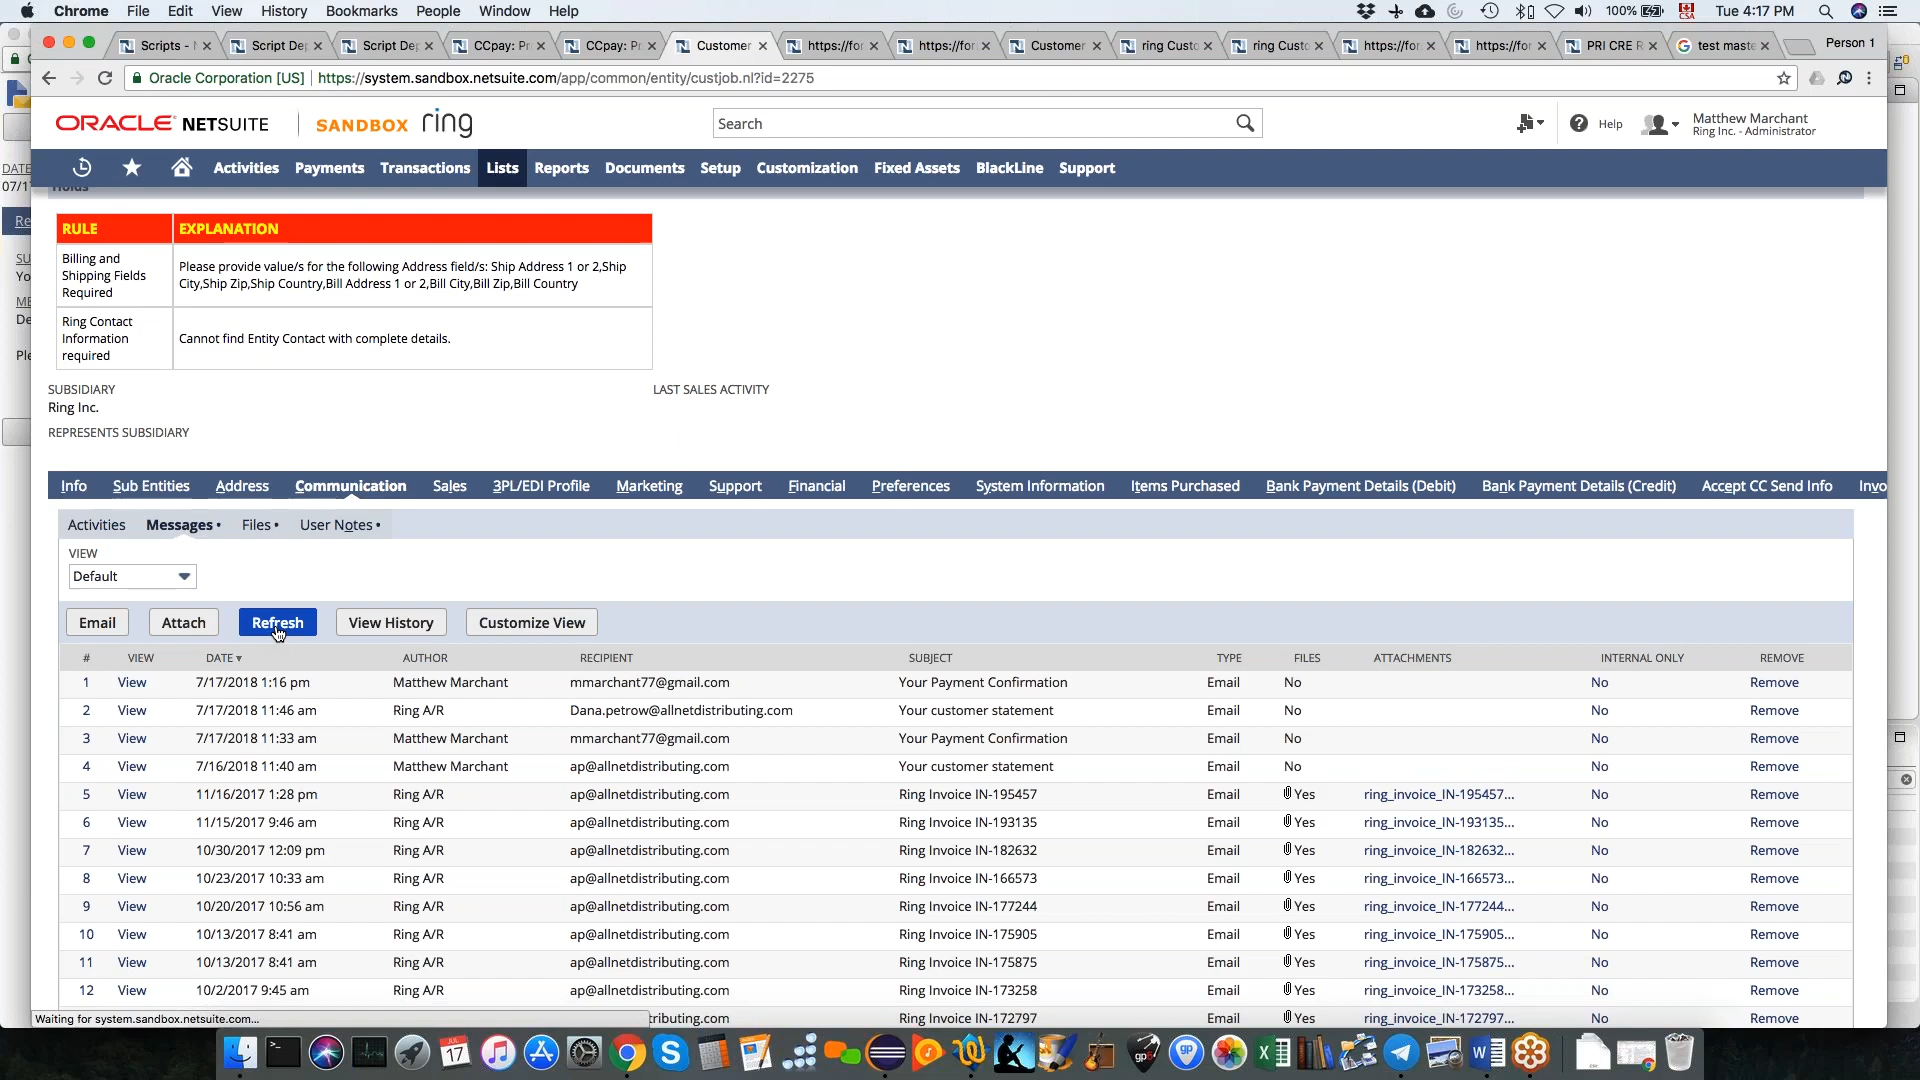 Chrome File Edit View History Bookmarks People Window Help 100% CSA Tue 4:17 PM
Scripts - N Script Dep Script Dep CCpay: Pr CCpay: Pr Customer https://for https://for Customer ring Custo ring Custo https://for https://for PRI CRE R test maste Person 1
Oracle Corporation [US] https://system.sandbox.netsuite.com/app/common/entity/custjob.nl?id=2275
ORACLE NETSUITE SANDBOX ring Search Help Matthew Marchant
Ring Inc. - Administrator
Activities Payments Transactions Lists Reports Documents Setup Customization Fixed Assets BlackLine Support
Holds
DATE
07/1
Re
SU
Yo
ME
De
Ple
RULE EXPLANATION
Billing and
Shipping Fields
Required
Please provide value/s for the following Address field/s: Ship Address 1 or 2,Ship
City,Ship Zip,Ship Country,Bill Address 1 or 2,Bill City,Bill Zip,Bill Country
Ring Contact
Information
required
Cannot find Entity Contact with complete details.
SUBSIDIARY LAST SALES ACTIVITY
Ring Inc.
REPRESENTS SUBSIDIARY
Info Sub Entities Address Communication Sales 3PL/EDI Profile Marketing Support Financial Preferences System Information Items Purchased Bank Payment Details (Debit) Bank Payment Details (Credit) Accept CC Send Info Invo
Activities Messages • Files • User Notes •
VIEW
Default
Email Attach Refresh View History Customize View
# VIEW DATE AUTHOR RECIPIENT SUBJECT TYPE FILES ATTACHMENTS INTERNAL ONLY REMOVE
1 View 7/17/2018 1:16 pm Matthew Marchant mmarchant77@gmail.com Your Payment Confirmation Email No No Remove
2 View 7/17/2018 11:46 am Ring A/R Dana.petrow@allnetdistributing.com Your customer statement Email No No Remove
3 View 7/17/2018 11:33 am Matthew Marchant mmarchant77@gmail.com Your Payment Confirmation Email No No Remove
4 View 7/16/2018 11:40 am Matthew Marchant ap@allnetdistributing.com Your customer statement Email No No Remove
5 View 11/16/2017 1:28 pm Ring A/R ap@allnetdistributing.com Ring Invoice IN-195457 Email Yes ring_invoice_IN-195457... No Remove
6 View 11/15/2017 9:46 am Ring A/R ap@allnetdistributing.com Ring Invoice IN-193135 Email Yes ring_invoice_IN-193135... No Remove
7 View 10/30/2017 12:09 pm Ring A/R ap@allnetdistributing.com Ring Invoice IN-182632 Email Yes ring_invoice_IN-182632... No Remove
8 View 10/23/2017 10:33 am Ring A/R ap@allnetdistributing.com Ring Invoice IN-166573 Email Yes ring_invoice_IN-166573... No Remove
9 View 10/20/2017 10:56 am Ring A/R ap@allnetdistributing.com Ring Invoice IN-177244 Email Yes ring_invoice_IN-177244... No Remove
10 View 10/13/2017 8:41 am Ring A/R ap@allnetdistributing.com Ring Invoice IN-175905 Email Yes ring_invoice_IN-175905... No Remove
11 View 10/13/2017 8:41 am Ring A/R ap@allnetdistributing.com Ring Invoice IN-175875 Email Yes ring_invoice_IN-175875... No Remove
12 View 10/2/2017 9:45 am Ring A/R ap@allnetdistributing.com Ring Invoice IN-173258 Email Yes ring_invoice_IN-173258... No Remove
Waiting for system.sandbox.netsuite.com... tributing.com Ring Invoice IN-172797 Email Yes ring_invoice_IN-172797... No Remove
JUL
17